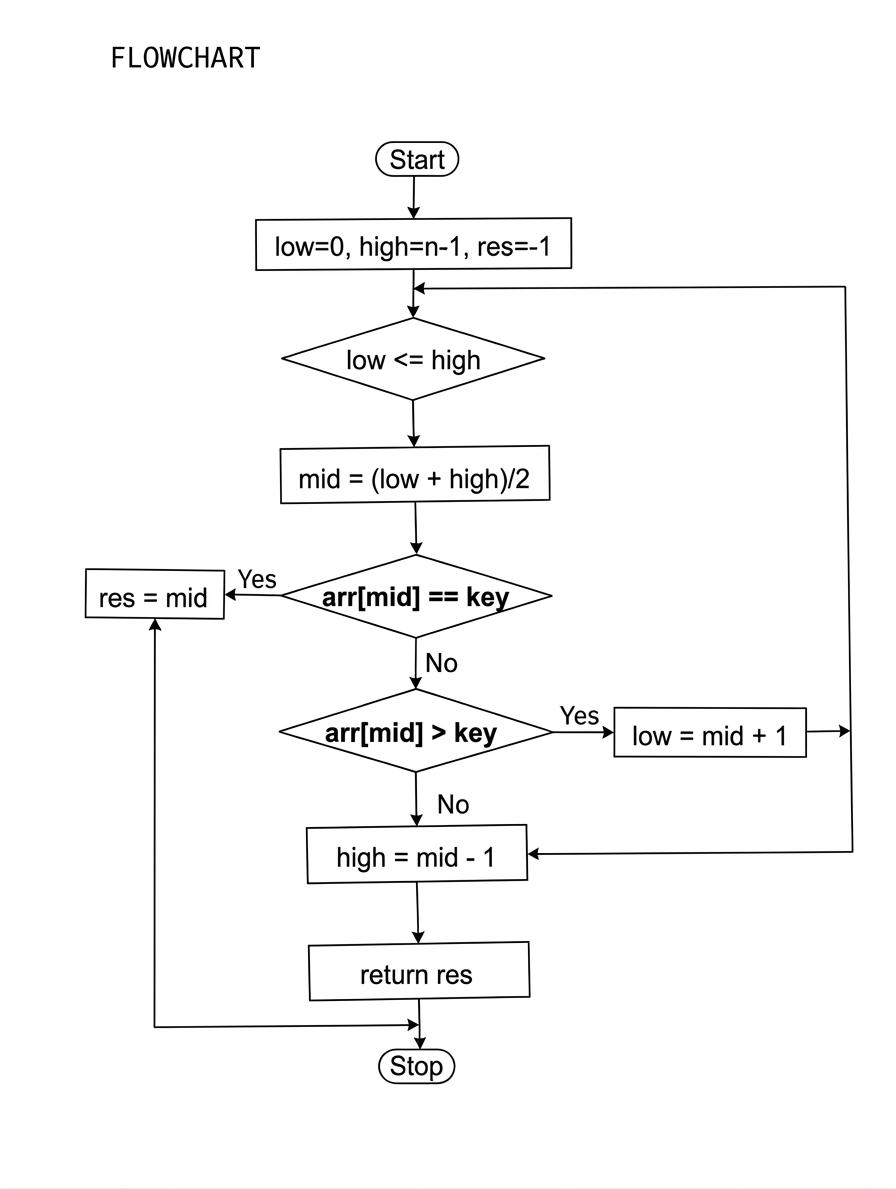 FLOWCHART
Start
low=0, high=n-1, res=-1
low <= high
mid = (low + high)/2
arr[mid] == key
Yes
res = mid
No
arr[mid] > key
Yes
low = mid + 1
No
high = mid - 1
return res
Stop